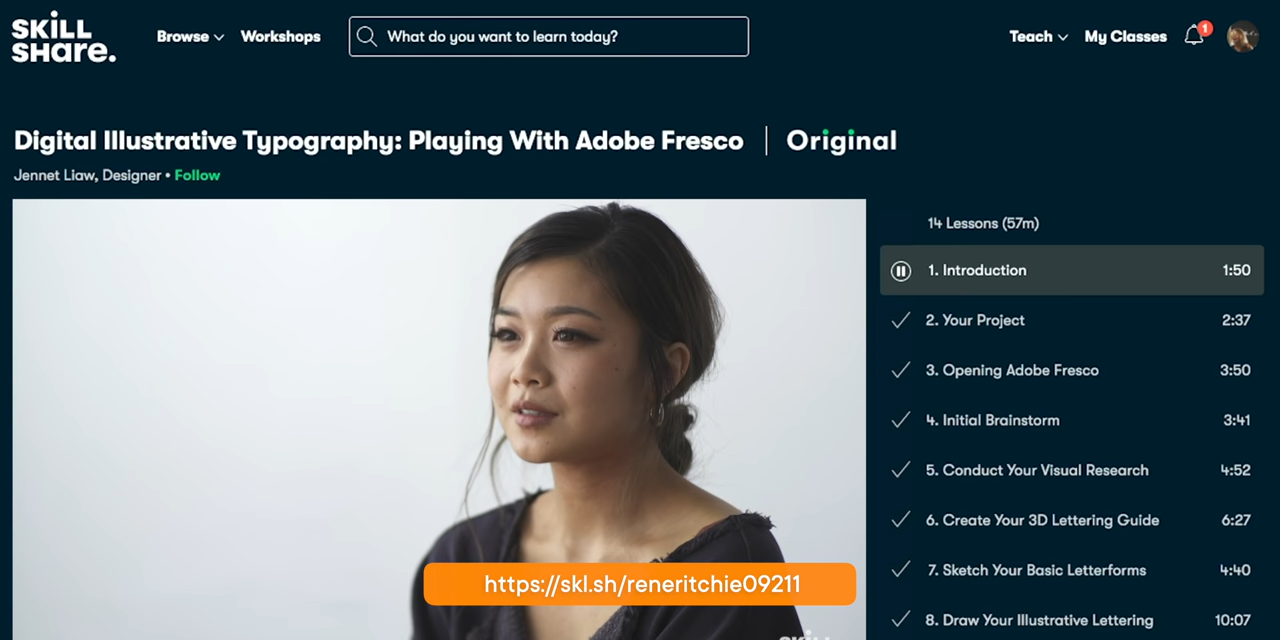 SKILL
SHare.
Browse
Workshops
What do you want to learn today?
Teach
My Classes
1
Digital Illustrative Typography: Playing With Adobe Fresco | Original
Jennet Liaw, Designer • Follow
14 Lessons (57m)
1. Introduction 1:50
2. Your Project 2:37
3. Opening Adobe Fresco 3:50
4. Initial Brainstorm 3:41
5. Conduct Your Visual Research 4:52
6. Create Your 3D Lettering Guide 6:27
7. Sketch Your Basic Letterforms 4:40
8. Draw Your Illustrative Lettering 10:07
https://skl.sh/reneritchie09211